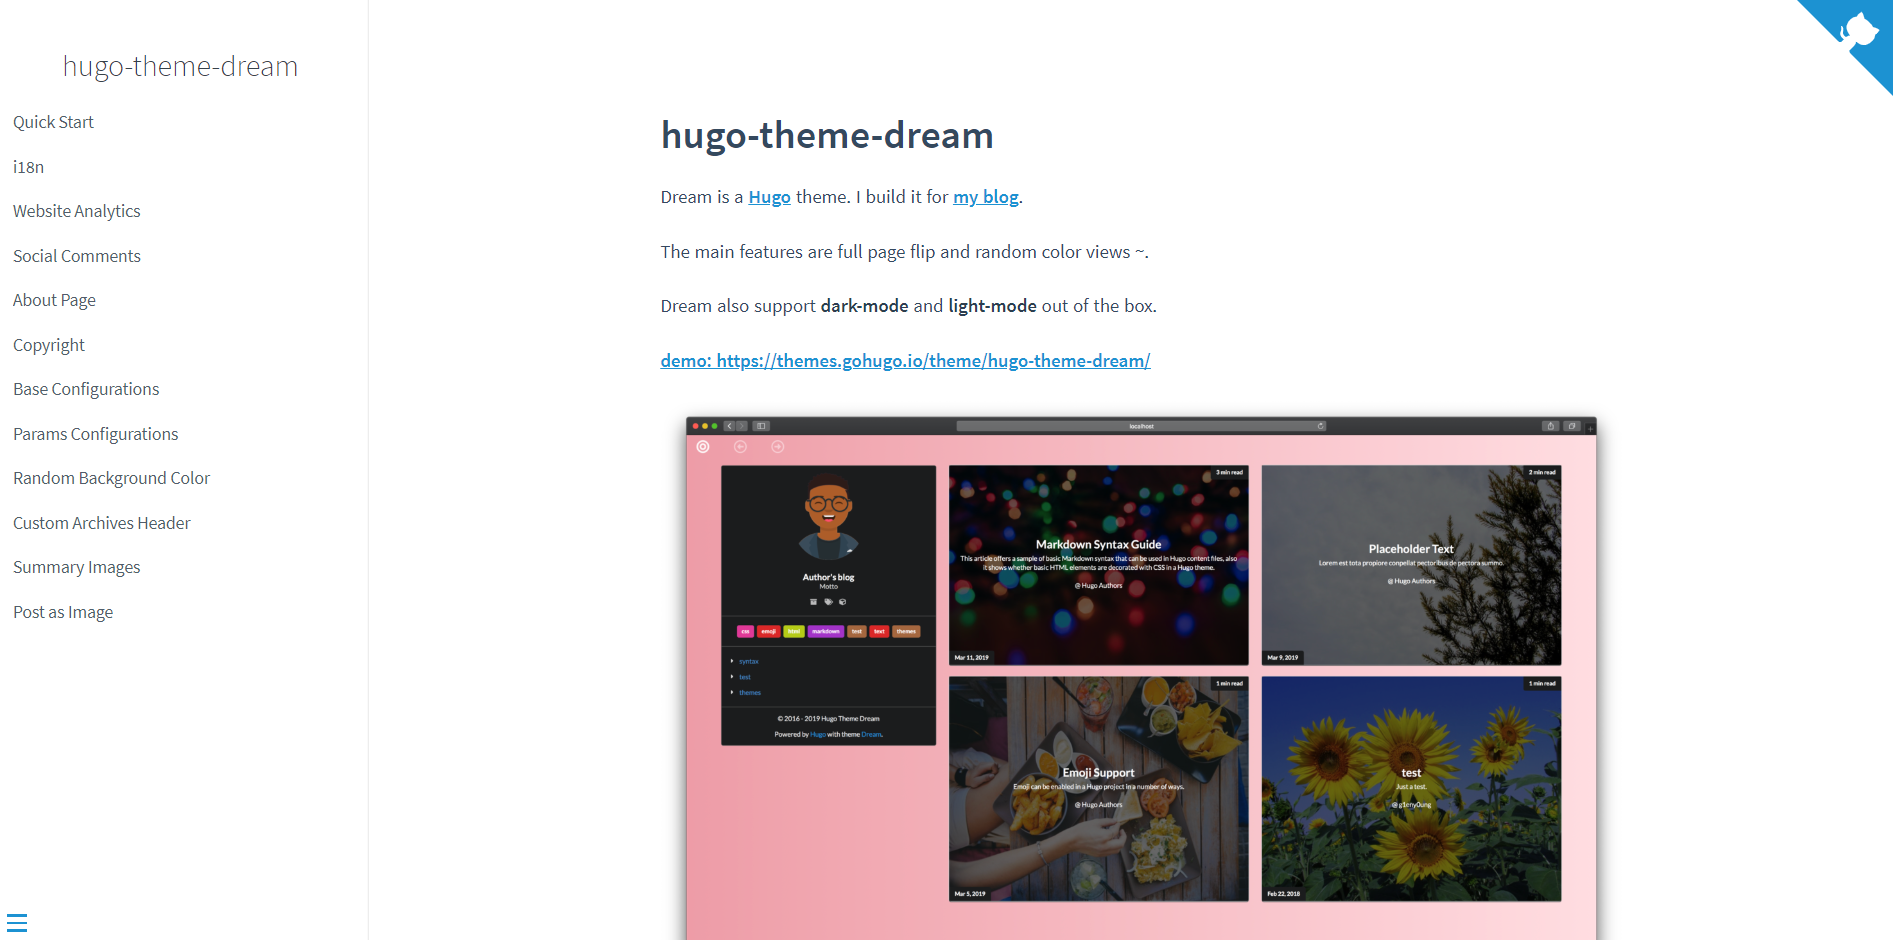 hugo-theme-dream
Quick Start
i18n
Website Analytics
Social Comments
About Page
Copyright
Base Configurations
Params Configurations
Random Background Color
Custom Archives Header
Summary Images
Post as Image
hugo-theme-dream
Dream is a Hugo theme. I build it for my blog.
The main features are full page flip and random color views ~.
Dream also support dark-mode and light-mode out of the box.
demo: https://themes.gohugo.io/theme/hugo-theme-dream/
localhost
Author's blog
Motto
css emoji html markdown test text themes
syntax
test
themes
© 2016 - 2019 Hugo Theme Dream
Powered by Hugo with theme Dream.
3 min read
Markdown Syntax Guide
This article offers a sample of basic Markdown syntax that can be used in Hugo content files, also
it shows whether basic HTML elements are decorated with CSS in a Hugo theme.
@ Hugo Authors
Mar 11, 2019
2 min read
Placeholder Text
Lorem est tota propiore conpellat pectoribus de pectora summo.
@ Hugo Authors
Mar 9, 2019
1 min read
Emoji Support
Emoji can be enabled in a Hugo project in a number of ways.
@ Hugo Authors
Mar 5, 2019
1 min read
test
Just a test.
@ g1eny0ung
Feb 22, 2018